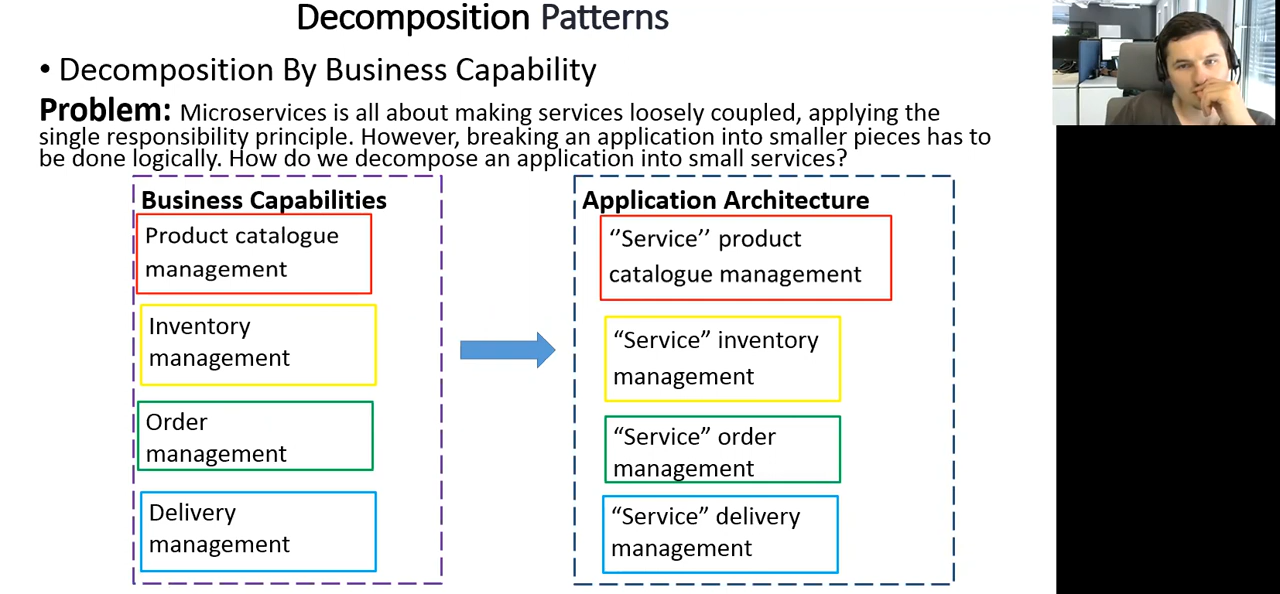 Decomposition Patterns
• Decomposition By Business Capability
Problem: Microservices is all about making services loosely coupled, applying the
single responsibility principle. However, breaking an application into smaller pieces has to
be done logically. How do we decompose an application into small services?
Business Capabilities
Product catalogue
management
Inventory
management
Order
management
Delivery
management
Application Architecture
‘’Service’’ product
catalogue management
“Service” inventory
management
“Service” order
management
“Service” delivery
management